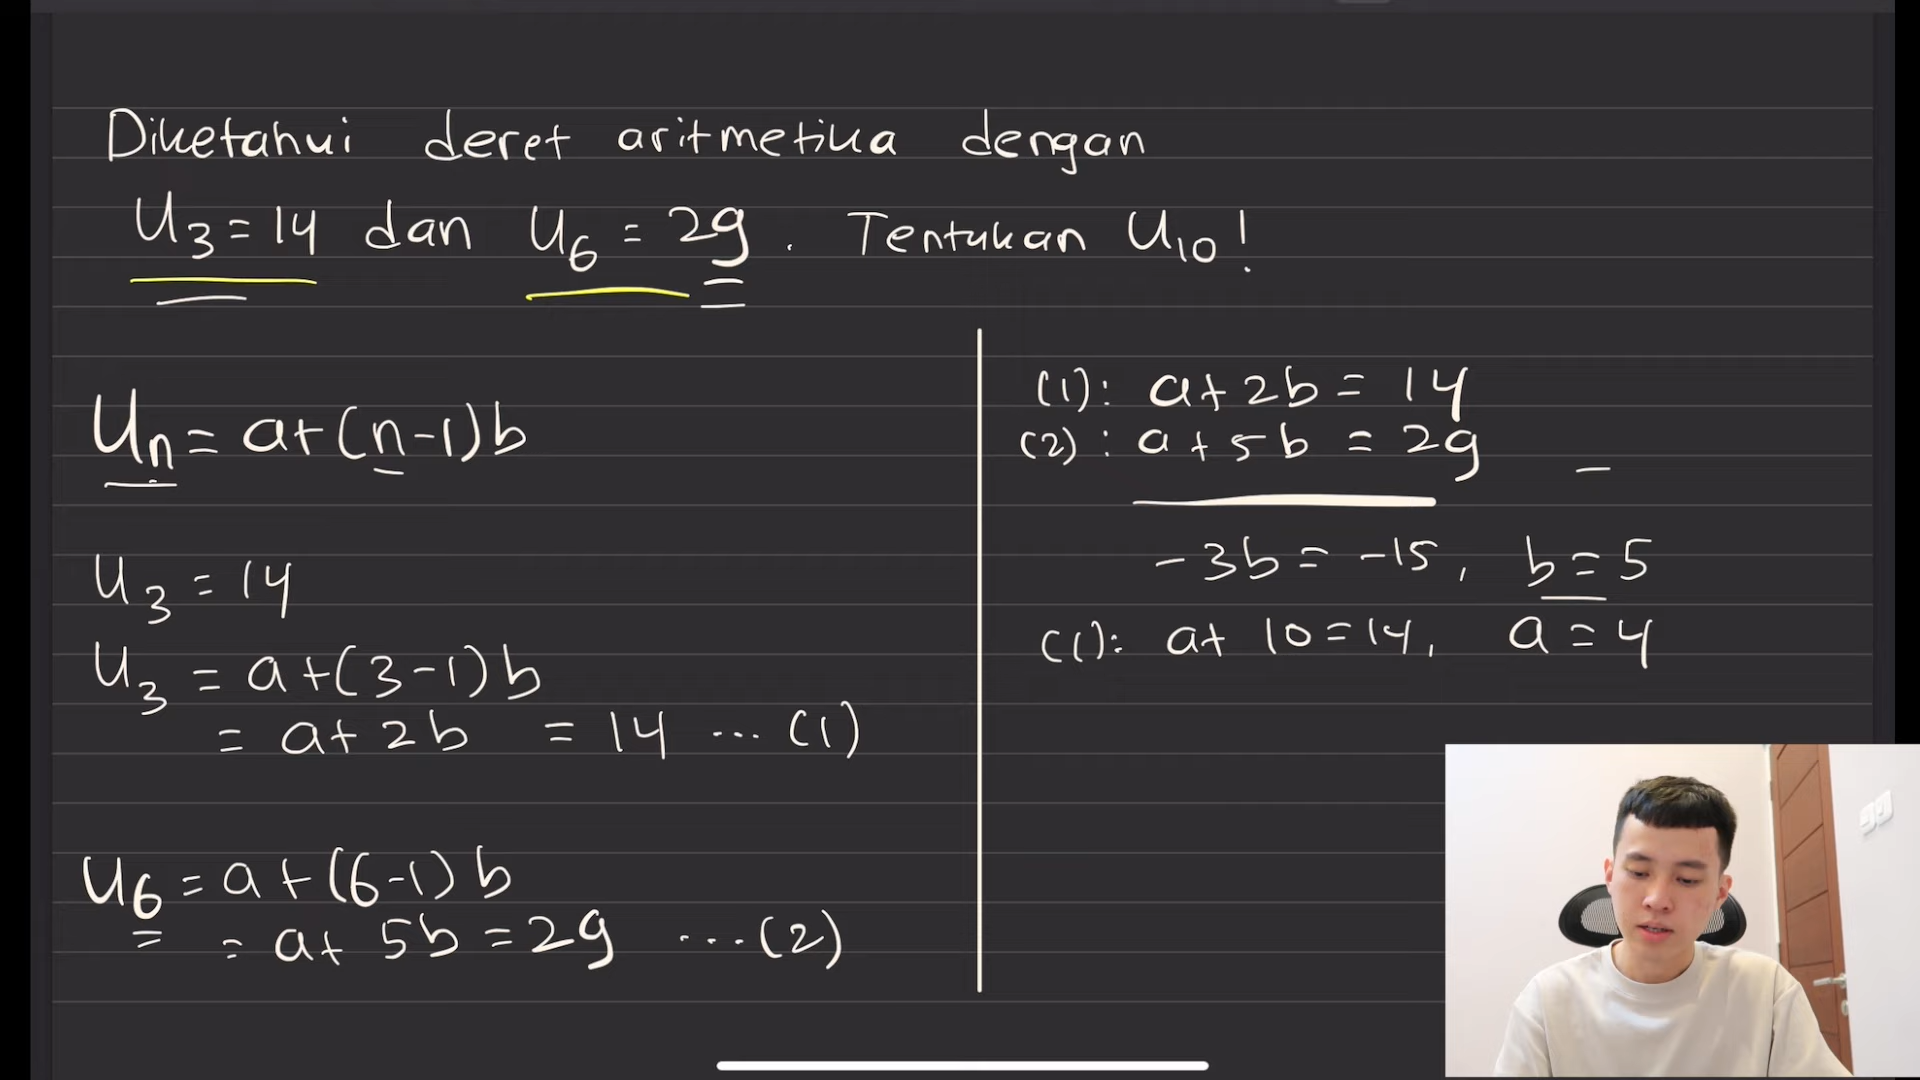 Diketahui deret aritmetika dengan
U₃ = 14 dan U₆ = 29. Tentukan U₁₀!
Uₙ = a+(n-1)b
U₃ = 14
U₃ = a+(3-1)b
= a+2b = 14 ... (1)
U₆ = a+(6-1)b
= a+5b = 29 ... (2)
(1): a+2b = 14
(2): a+5b = 29 -
-3b = -15, b = 5
(1): a+10=14, a = 4